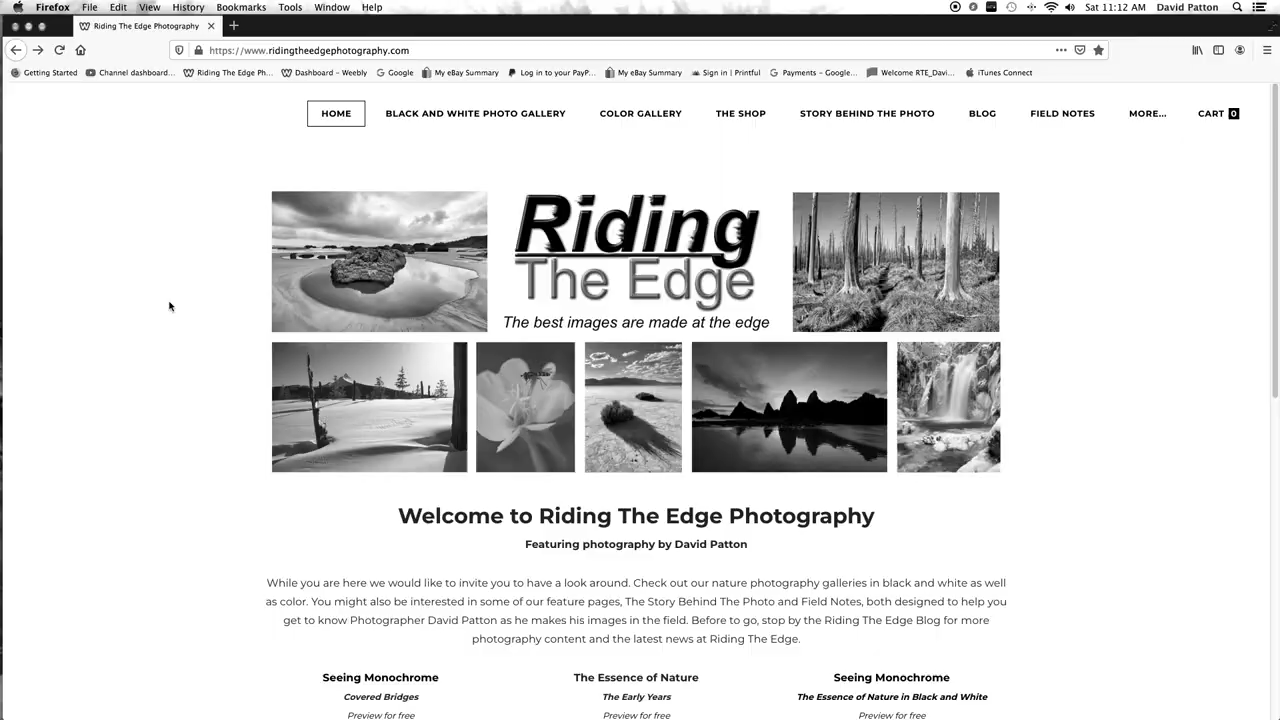 Firefox File Edit View History Bookmarks Tools Window Help Sat 11:12 AM David Patton
Riding The Edge Photography
https://www.ridingtheedgephotography.com
Getting Started Channel dashboard... Riding The Edge Ph... Dashboard - Weebly Google My eBay Summary Log in to your PayP... My eBay Summary Sign in | Printful Payments – Google... Welcome RTE_Davi... iTunes Connect
HOME BLACK AND WHITE PHOTO GALLERY COLOR GALLERY THE SHOP STORY BEHIND THE PHOTO BLOG FIELD NOTES MORE... CART 0
Riding
The Edge
The best images are made at the edge
Welcome to Riding The Edge Photography
Featuring photography by David Patton
While you are here we would like to invite you to have a look around. Check out our nature photography galleries in black and white as well
as color. You might also be interested in some of our feature pages, The Story Behind The Photo and Field Notes, both designed to help you
get to know Photographer David Patton as he makes his images in the field. Before to go, stop by the Riding The Edge Blog for more
photography content and the latest news at Riding The Edge.
Seeing Monochrome The Essence of Nature Seeing Monochrome
Covered Bridges The Early Years The Essence of Nature in Black and White
Preview for free Preview for free Preview for free